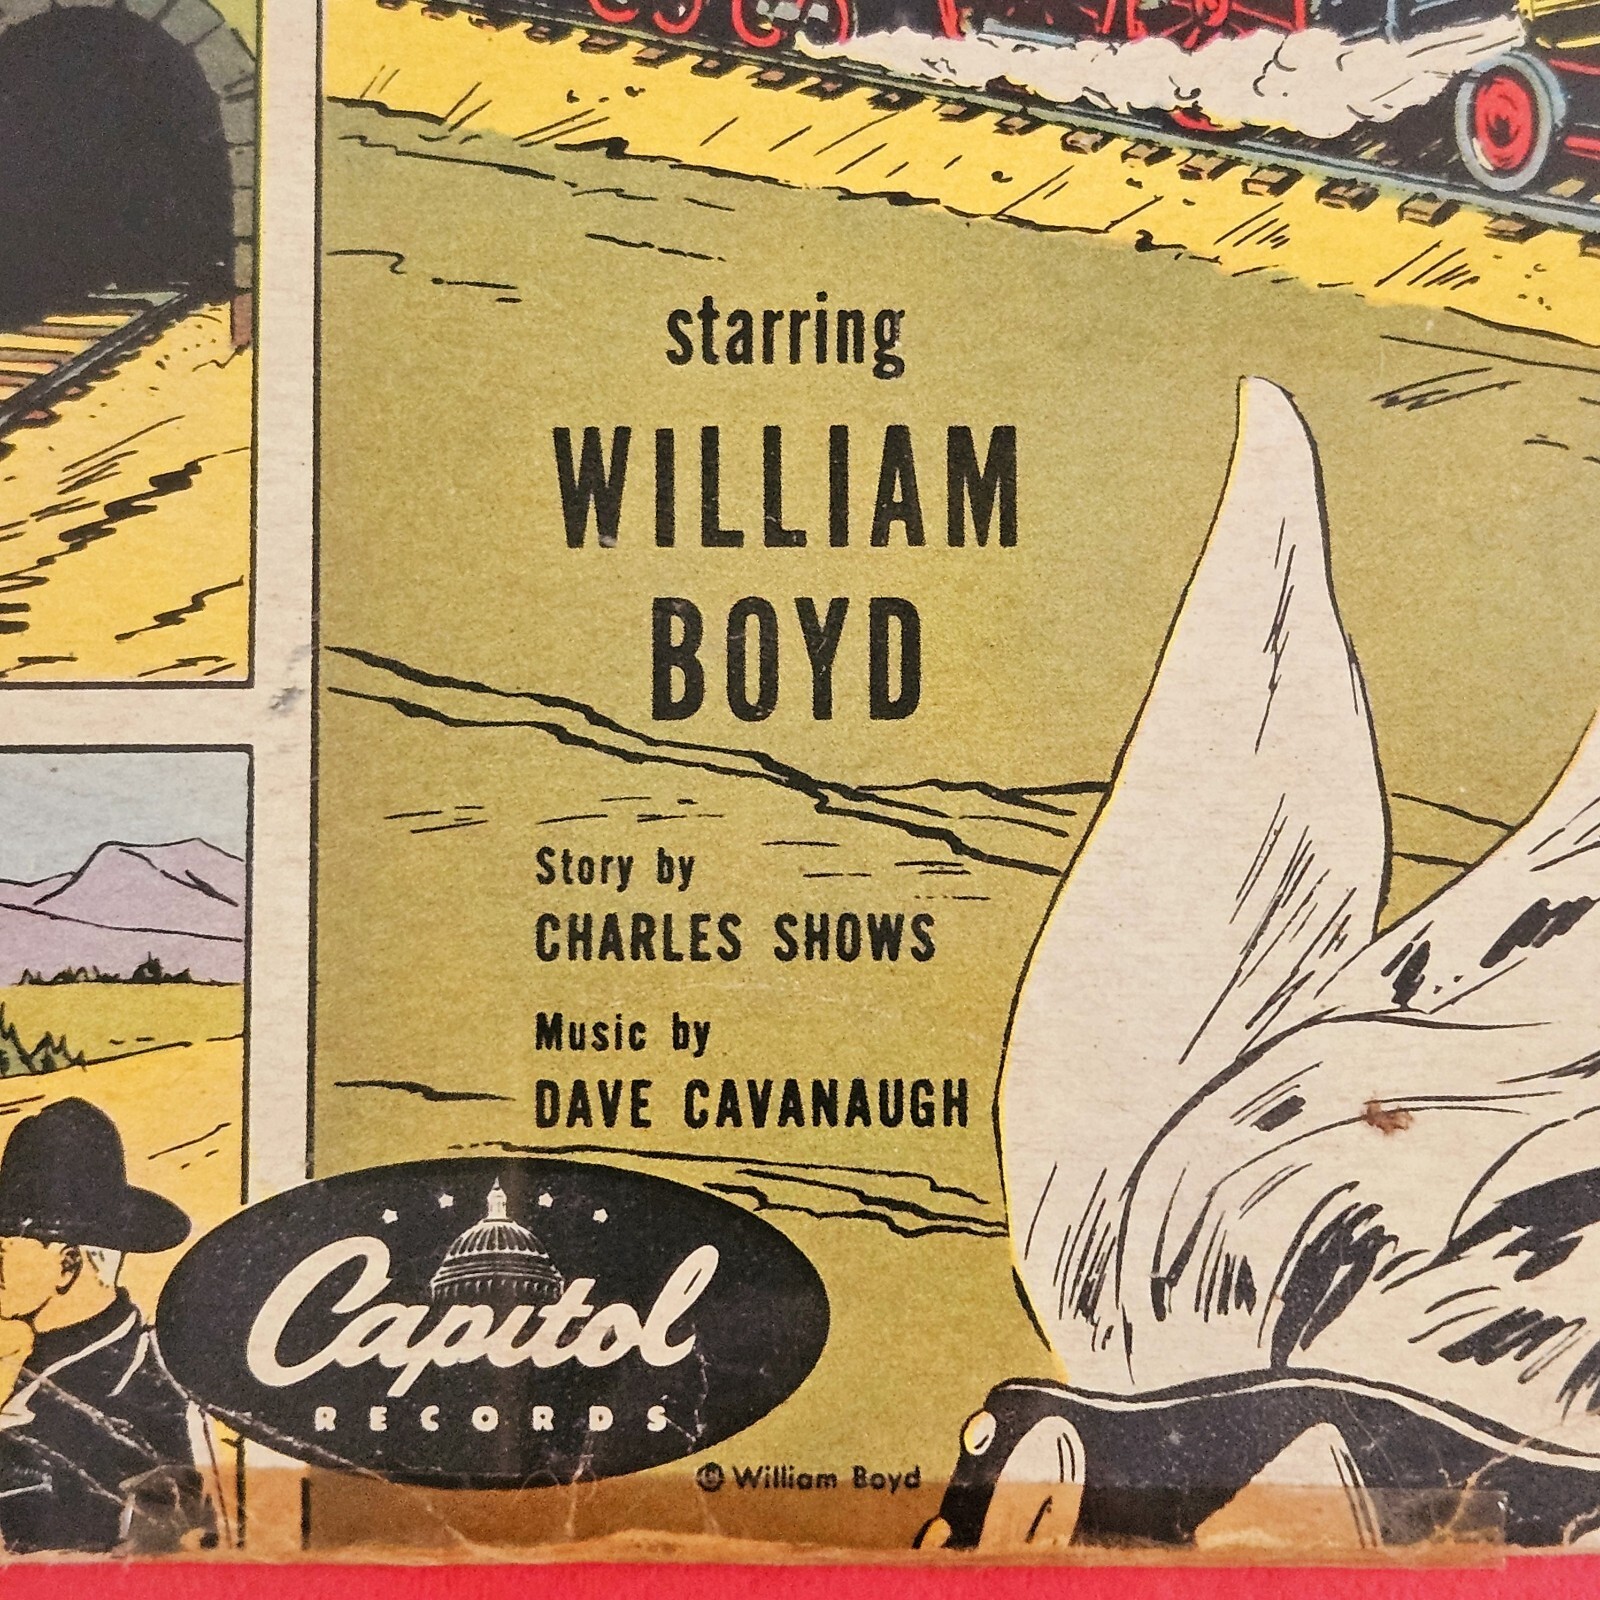 starring
WILLIAM
BOYD
Story by
CHARLES SHOWS
Music by
DAVE CAVANAUGH
Capitol
RECORDS
© William Boyd